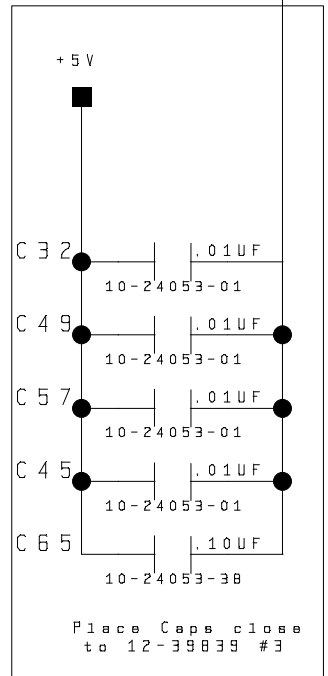 +5V
C32 .01UF
10-24053-01
C49 .01UF
10-24053-01
C57 .01UF
10-24053-01
C45 .01UF
10-24053-01
C65 .10UF
10-24053-38
Place Caps close
to 12-39839 #3